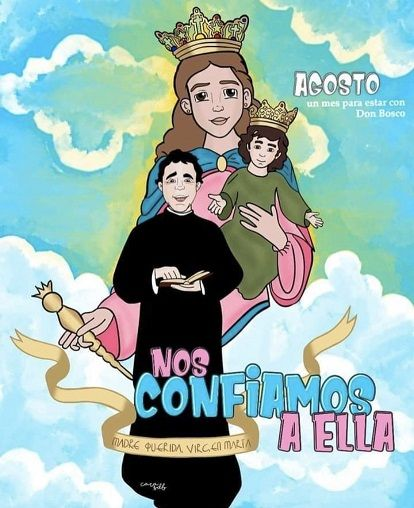 AGOSTO
un mes para estar con
Don Bosco
NOS
CONFiAMOS
A ELLA
MADRE QUERIDA VIRGEN MARÍA